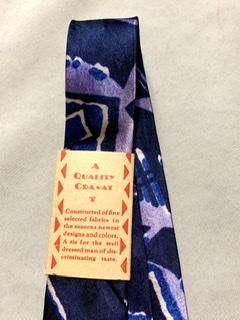 A
QUALITY
CRAVAT
Constructed of fine
selected fabrics in
the seasons newest
designs and colors.
A tie for the well
dressed man of dis-
criminating taste.